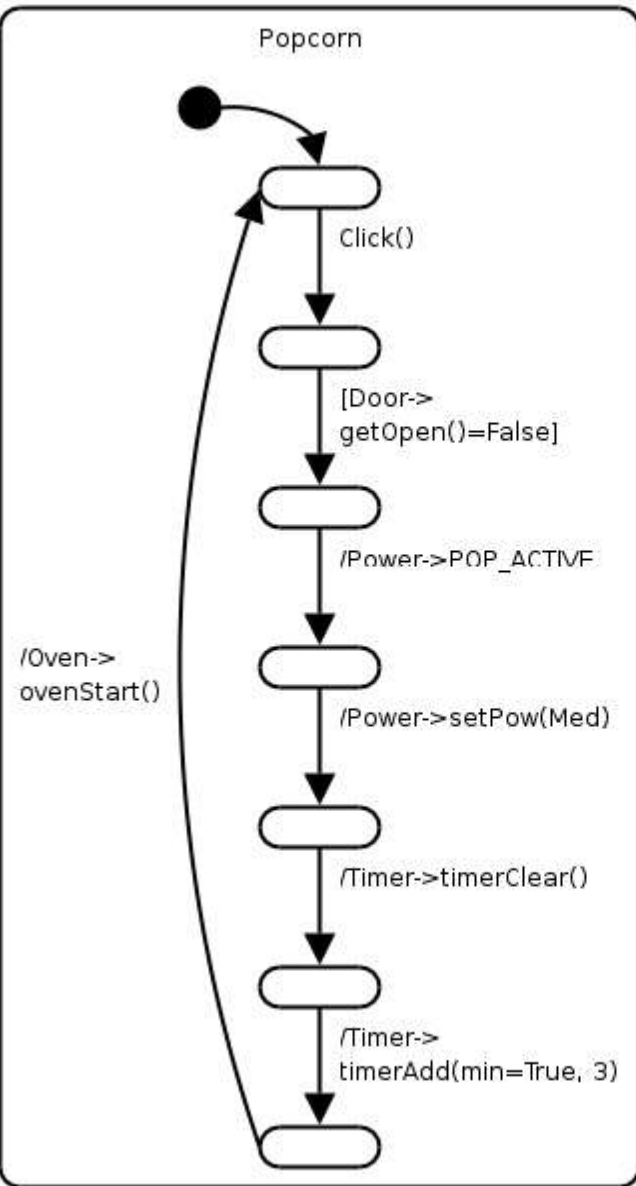 Popcorn
Click()
[Door->
getOpen()=False]
/Power->POP_ACTIVE
/Oven->
ovenStart()
/Power->setPow(Med)
/Timer->timerClear()
/Timer->
timerAdd(min=True, 3)